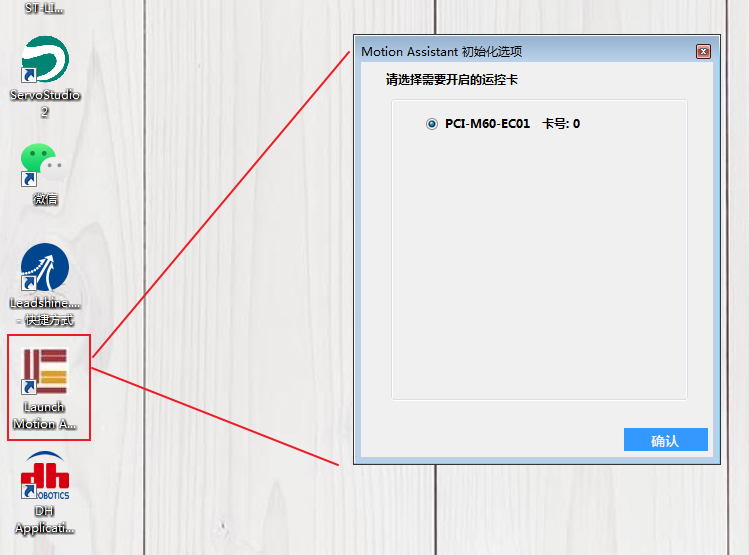 ST-LI...
ServoStudio
2
微信
Leadshine....
- 快捷方式
Launch
Motion A...
dh
ROBOTICS
DH
Applicati...
Motion Assistant 初始化选项
请选择需要开启的运控卡
PCI-M60-EC01 卡号: 0
确认